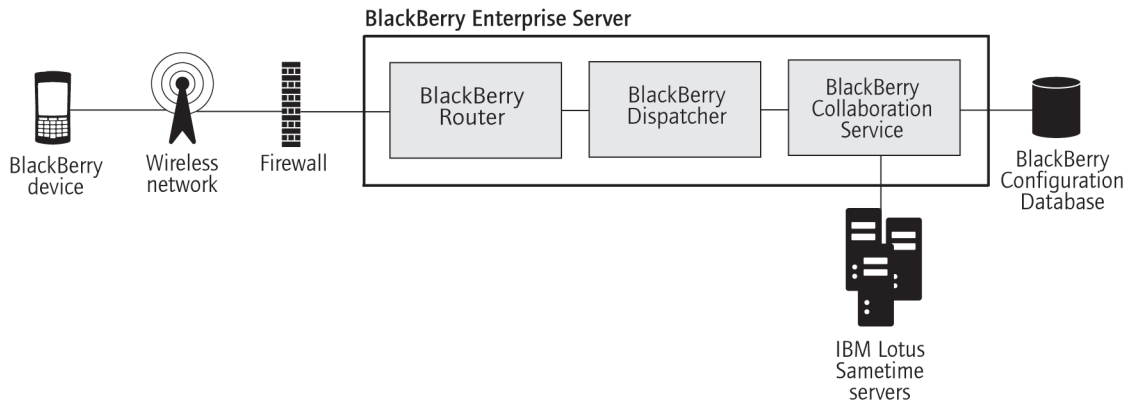 BlackBerry Enterprise Server
BlackBerry
device
Wireless
network
Firewall
BlackBerry
Router
BlackBerry
Dispatcher
BlackBerry
Collaboration
Service
BlackBerry
Configuration
Database
IBM Lotus
Sametime
servers